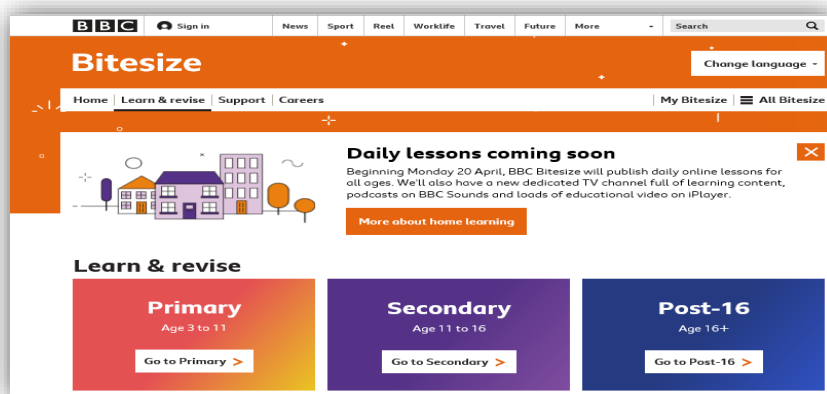 BBC Sign in News Sport Reel Worklife Travel Future More Search
Bitesize
Change language
Home Learn & revise Support Careers My Bitesize All Bitesize
Daily lessons coming soon
Beginning Monday 20 April, BBC Bitesize will publish daily online lessons for
all ages. We'll also have a new dedicated TV channel full of learning content,
podcasts on BBC Sounds and loads of educational video on iPlayer.
More about home learning
Learn & revise
Primary
Age 3 to 11
Go to Primary >
Secondary
Age 11 to 16
Go to Secondary >
Post-16
Age 16+
Go to Post-16 >